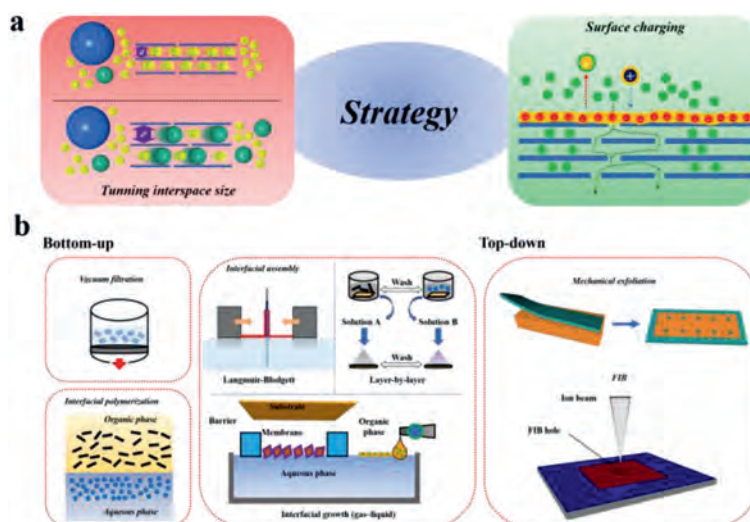 a
Surface charging
Strategy
Tunning interspace size
b
Bottom-up
Top-down
Vacuum filtration
Interfacial assembly
Wash
Solution A
Solution B
Wash
Langmuir-Blodgett
Layer-by-layer
Mechanical exfoliation
Interfacial polymerization
Organic phase
Aqueous phase
Substrate
Barrier
Membrane
Organic
phase
Aqueous phase
Interfacial growth (gas-liquid)
FIB
Ion beam
FIB hole